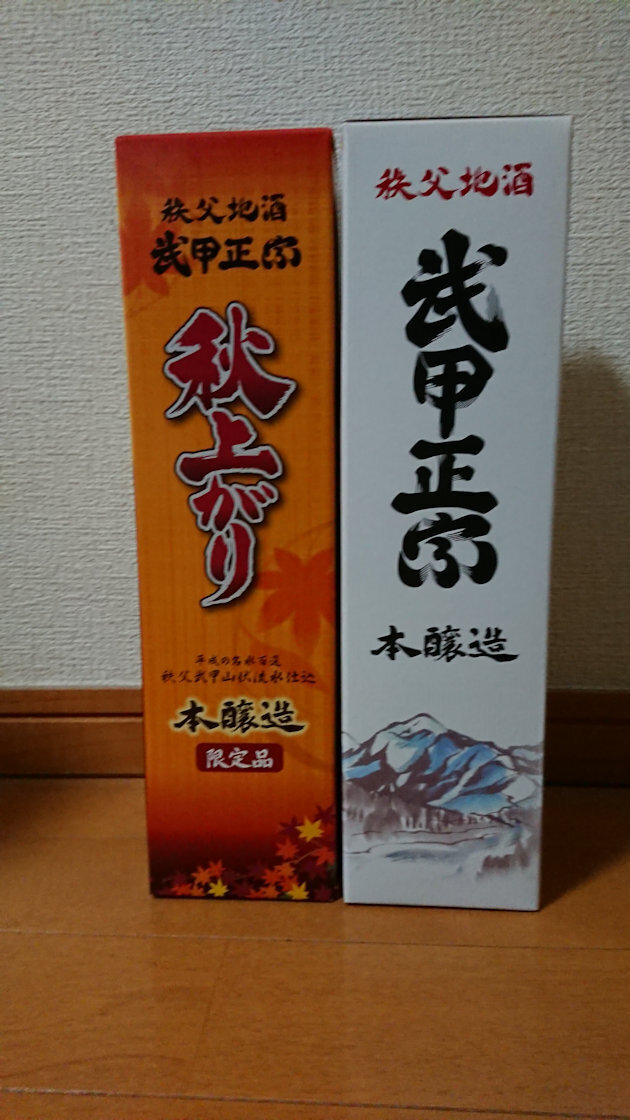 秩父地酒
武甲正宗
秋上がり
平成の名水百選
秩父武甲山伏流水仕込
本醸造
限定品
秩父地酒
武甲正宗
本醸造